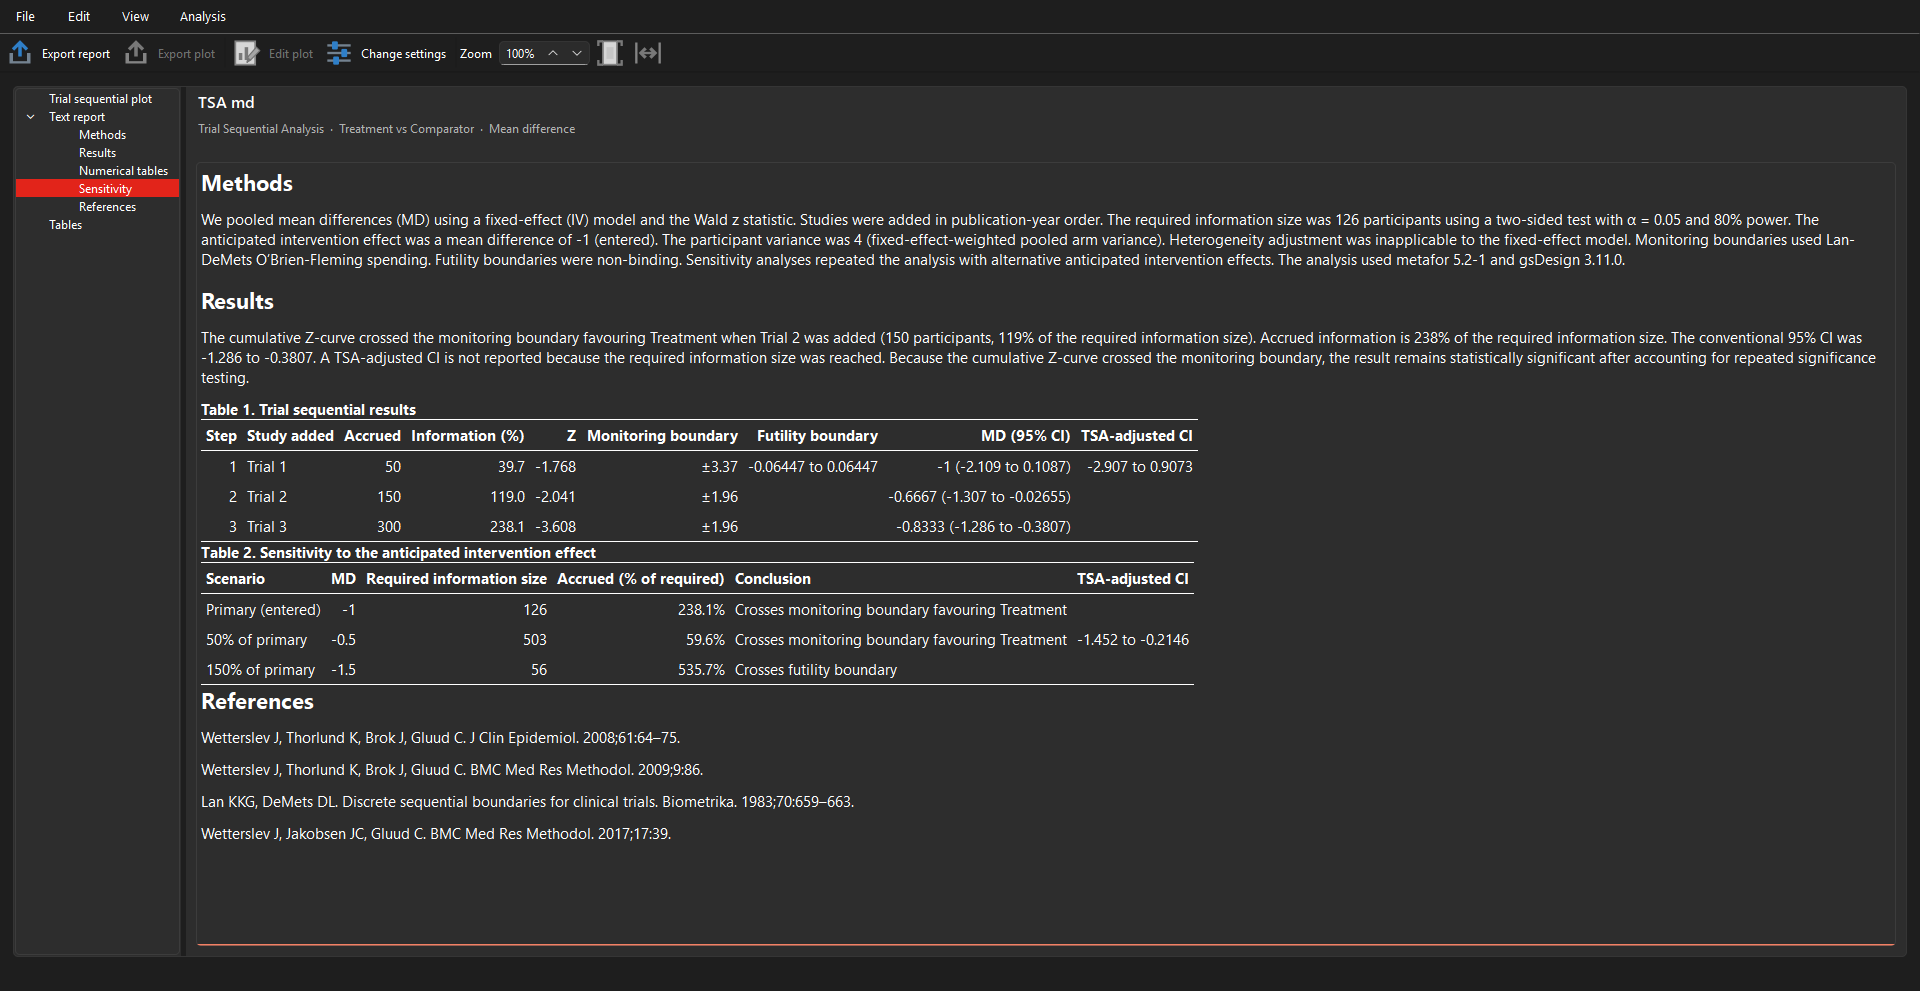 File Edit View Analysis
Export report Export plot Edit plot Change settings Zoom 100%
Trial sequential plot
Text report
Methods
Results
Numerical tables
Sensitivity
References
Tables
TSA md
Trial Sequential Analysis · Treatment vs Comparator · Mean difference
Methods
We pooled mean differences (MD) using a fixed-effect (IV) model and the Wald z statistic. Studies were added in publication-year order. The required information size was 126 participants using a two-sided test with α = 0.05 and 80% power. The
anticipated intervention effect was a mean difference of -1 (entered). The participant variance was 4 (fixed-effect-weighted pooled arm variance). Heterogeneity adjustment was inapplicable to the fixed-effect model. Monitoring boundaries used Lan-
DeMets O’Brien-Fleming spending. Futility boundaries were non-binding. Sensitivity analyses repeated the analysis with alternative anticipated intervention effects. The analysis used metafor 5.2-1 and gsDesign 3.11.0.
Results
The cumulative Z-curve crossed the monitoring boundary favouring Treatment when Trial 2 was added (150 participants, 119% of the required information size). Accrued information is 238% of the required information size. The conventional 95% CI was
-1.286 to -0.3807. A TSA-adjusted CI is not reported because the required information size was reached. Because the cumulative Z-curve crossed the monitoring boundary, the result remains statistically significant after accounting for repeated significance
testing.
Table 1. Trial sequential results
Step Study added Accrued Information (%) Z Monitoring boundary Futility boundary MD (95% CI) TSA-adjusted CI
1 Trial 1 50 39.7 -1.768 ±3.37 -0.06447 to 0.06447 -1 (-2.109 to 0.1087) -2.907 to 0.9073
2 Trial 2 150 119.0 -2.041 ±1.96 -0.6667 (-1.307 to -0.02655)
3 Trial 3 300 238.1 -3.608 ±1.96 -0.8333 (-1.286 to -0.3807)
Table 2. Sensitivity to the anticipated intervention effect
Scenario MD Required information size Accrued (% of required) Conclusion TSA-adjusted CI
Primary (entered) -1 126 238.1% Crosses monitoring boundary favouring Treatment
50% of primary -0.5 503 59.6% Crosses monitoring boundary favouring Treatment -1.452 to -0.2146
150% of primary -1.5 56 535.7% Crosses futility boundary
References
Wetterslev J, Thorlund K, Brok J, Gluud C. J Clin Epidemiol. 2008;61:64–75.
Wetterslev J, Thorlund K, Brok J, Gluud C. BMC Med Res Methodol. 2009;9:86.
Lan KKG, DeMets DL. Discrete sequential boundaries for clinical trials. Biometrika. 1983;70:659–663.
Wetterslev J, Jakobsen JC, Gluud C. BMC Med Res Methodol. 2017;17:39.